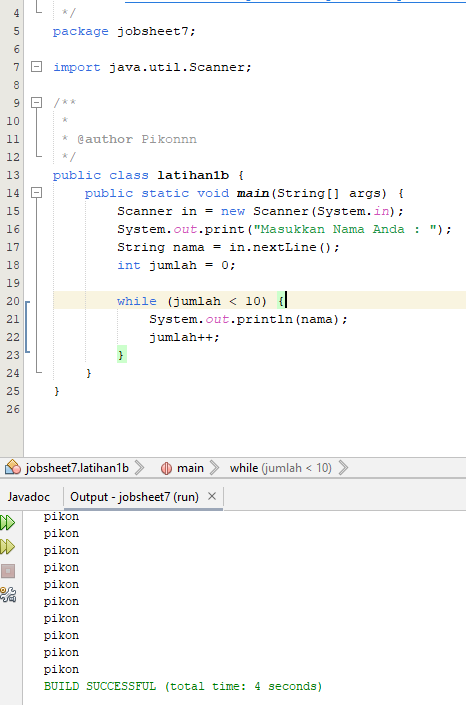 4 */
5 package jobsheet7;
6
7 import java.util.Scanner;
8
9 /**
10 *
11 * @author Pikonnn
12 */
13 public class latihan1b {
14 public static void main(String[] args) {
15 Scanner in = new Scanner(System.in);
16 System.out.print("Masukkan Nama Anda : ");
17 String nama = in.nextLine();
18 int jumlah = 0;
19
20 while (jumlah < 10) {
21 System.out.println(nama);
22 jumlah++;
23 }
24 }
25 }
26
jobsheet7.latihan1b main while (jumlah < 10)
Javadoc Output - jobsheet7 (run) ×
pikon
pikon
pikon
pikon
pikon
pikon
pikon
pikon
pikon
pikon
BUILD SUCCESSFUL (total time: 4 seconds)